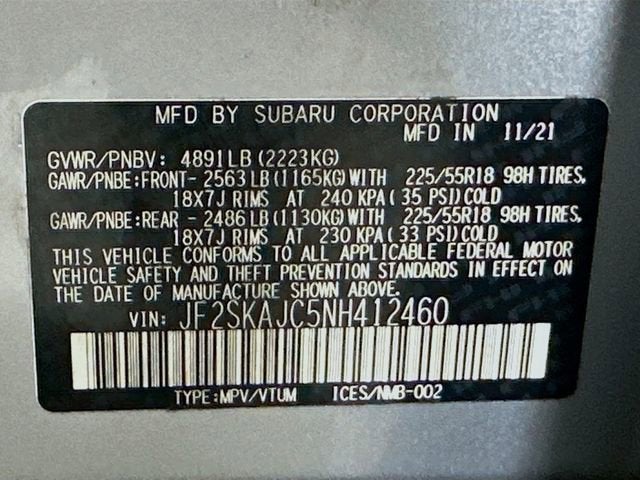 MFD BY SUBARU CORPORATION
MFD IN 11/21
GVWR/PNBV: 4891LB (2223KG)
GAWR/PNBE:FRONT- 2563LB (1165KG)WITH 225/55R18 98H TIRES,
18X7J RIMS AT 240 KPA( 35 PSI)COLD
GAWR/PNBE:REAR - 2486LB (1130KG)WITH 225/55R18 98H TIRES,
18X7J RIMS AT 230 KPA( 33 PSI)COLD
THIS VEHICLE CONFORMS TO ALL APPLICABLE FEDERAL MOTOR
VEHICLE SAFETY AND THEFT PREVENTION STANDARDS IN EFFECT ON
THE DATE OF MANUFACTURE SHOWN ABOVE.
VIN: JF2SKAJC5NH412460
TYPE:MPV/VTUM ICES/NMB-002